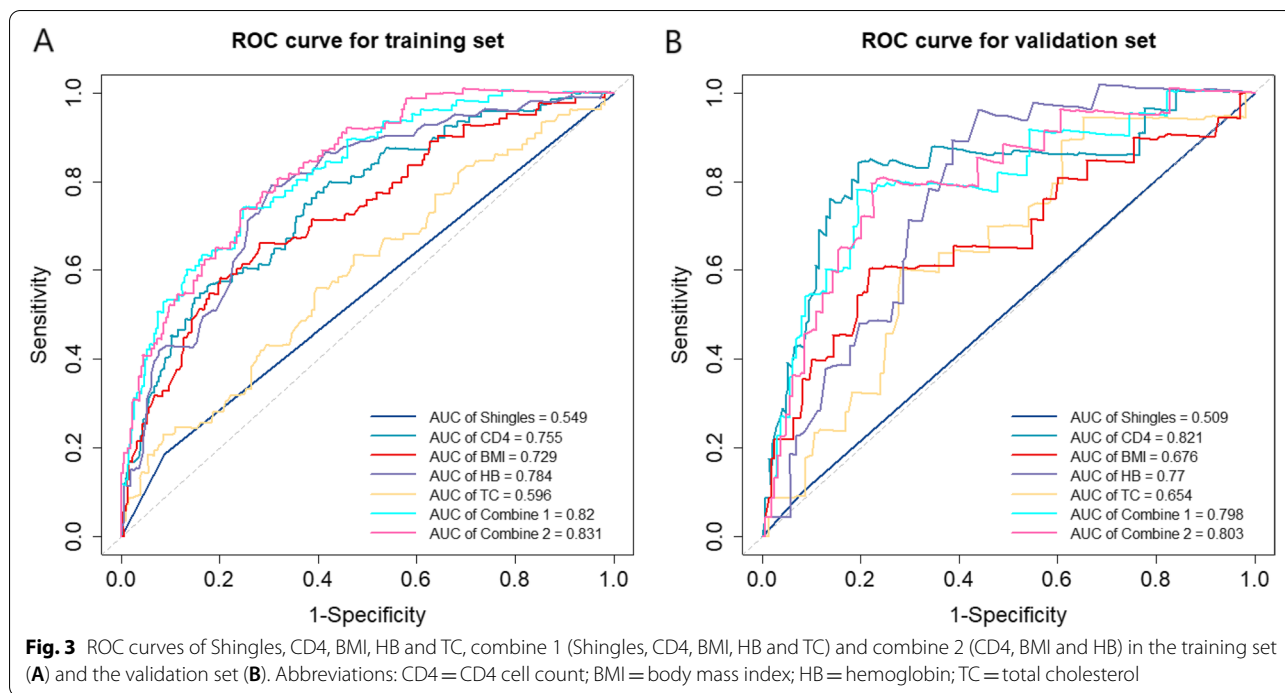 A
ROC curve for training set
Sensitivity
0.0
0.2
0.4
0.6
0.8
1.0
AUC of Shingles = 0.549
AUC of CD4 = 0.755
AUC of BMI = 0.729
AUC of HB = 0.784
AUC of TC = 0.596
AUC of Combine 1 = 0.82
AUC of Combine 2 = 0.831
0.0 0.2 0.4 0.6 0.8 1.0
1-Specificity
B
ROC curve for validation set
Sensitivity
0.0
0.2
0.4
0.6
0.8
1.0
AUC of Shingles = 0.509
AUC of CD4 = 0.821
AUC of BMI = 0.676
AUC of HB = 0.77
AUC of TC = 0.654
AUC of Combine 1 = 0.798
AUC of Combine 2 = 0.803
0.0 0.2 0.4 0.6 0.8 1.0
1-Specificity
Fig. 3 ROC curves of Shingles, CD4, BMI, HB and TC, combine 1 (Shingles, CD4, BMI, HB and TC) and combine 2 (CD4, BMI and HB) in the training set
(A) and the validation set (B). Abbreviations: CD4 = CD4 cell count; BMI = body mass index; HB = hemoglobin; TC = total cholesterol